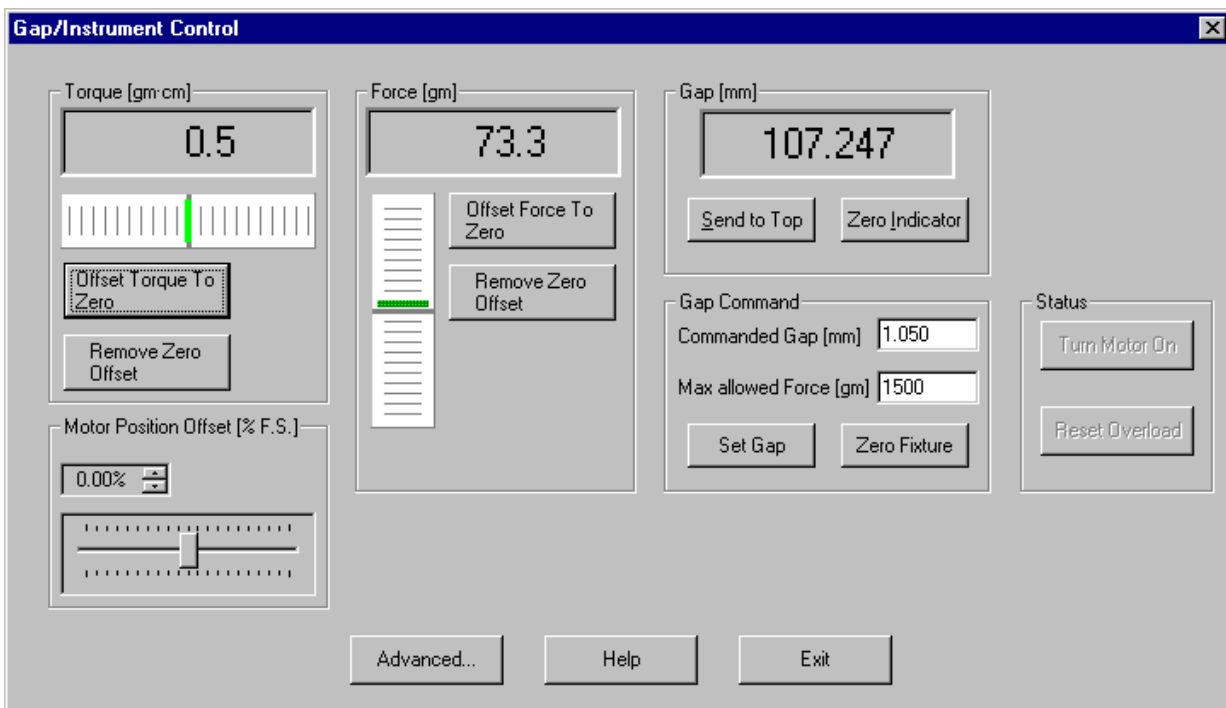 Gap/Instrument Control
Torque [gm·cm]
0.5
Offset Torque To
Zero
Remove Zero
Offset
Motor Position Offset [% F.S.]
0.00%
Force [gm]
73.3
Offset Force To
Zero
Remove Zero
Offset
Gap [mm]
107.247
Send to Top
Zero Indicator
Gap Command
Commanded Gap [mm] 1.050
Max allowed Force [gm] 1500
Set Gap
Zero Fixture
Status
Turn Motor On
Reset Overload
Advanced...
Help
Exit